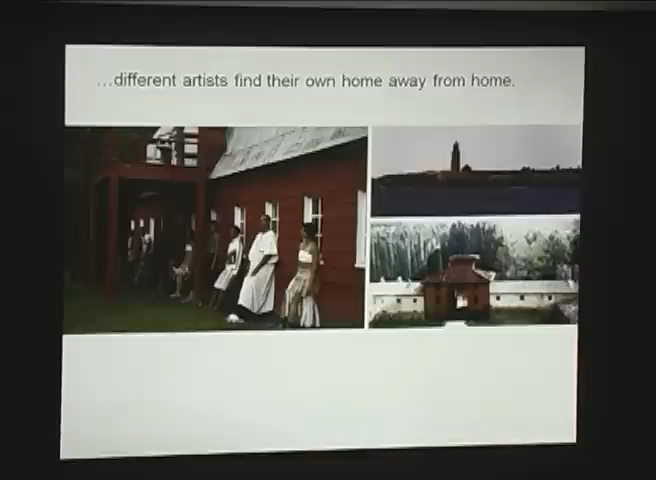 ...different artists find their own home away from home.